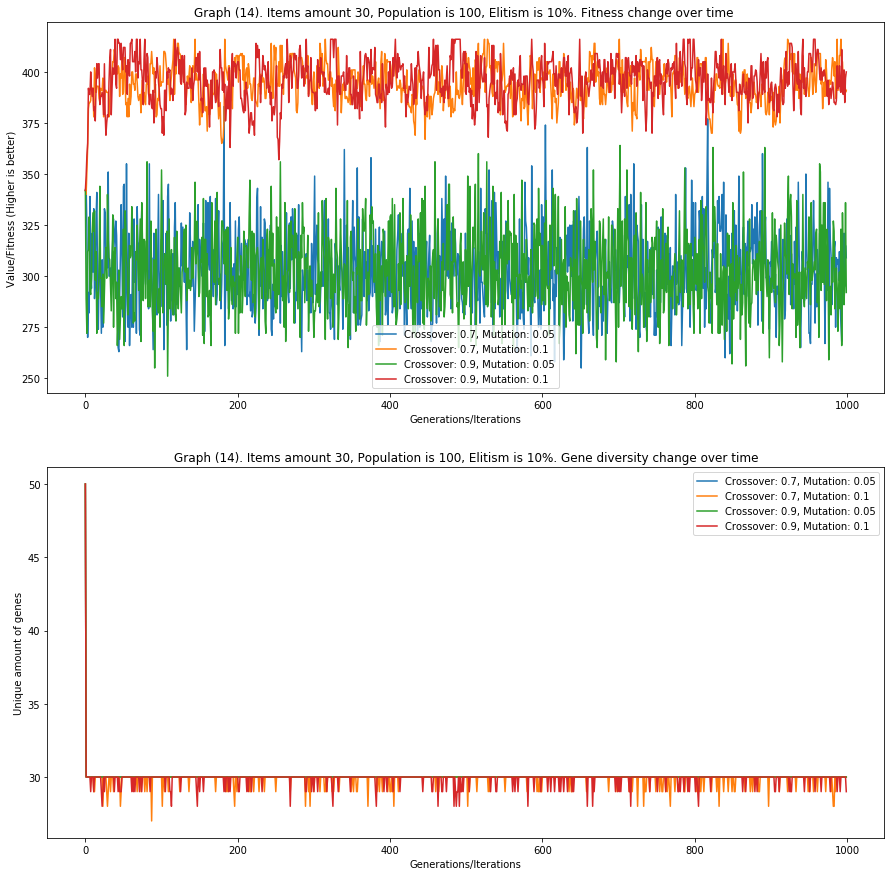 Graph (14). Items amount 30, Population is 100, Elitism is 10%. Fitness change over time
Value/Fitness (Higher is better)
400
375
350
325
300
275
250
Crossover: 0.7, Mutation: 0.05
Crossover: 0.7, Mutation: 0.1
Crossover: 0.9, Mutation: 0.05
Crossover: 0.9, Mutation: 0.1
0 200 400 600 800 1000
Generations/Iterations
Graph (14). Items amount 30, Population is 100, Elitism is 10%. Gene diversity change over time
Unique amount of genes
50
45
40
35
30
Crossover: 0.7, Mutation: 0.05
Crossover: 0.7, Mutation: 0.1
Crossover: 0.9, Mutation: 0.05
Crossover: 0.9, Mutation: 0.1
0 200 400 600 800 1000
Generations/Iterations